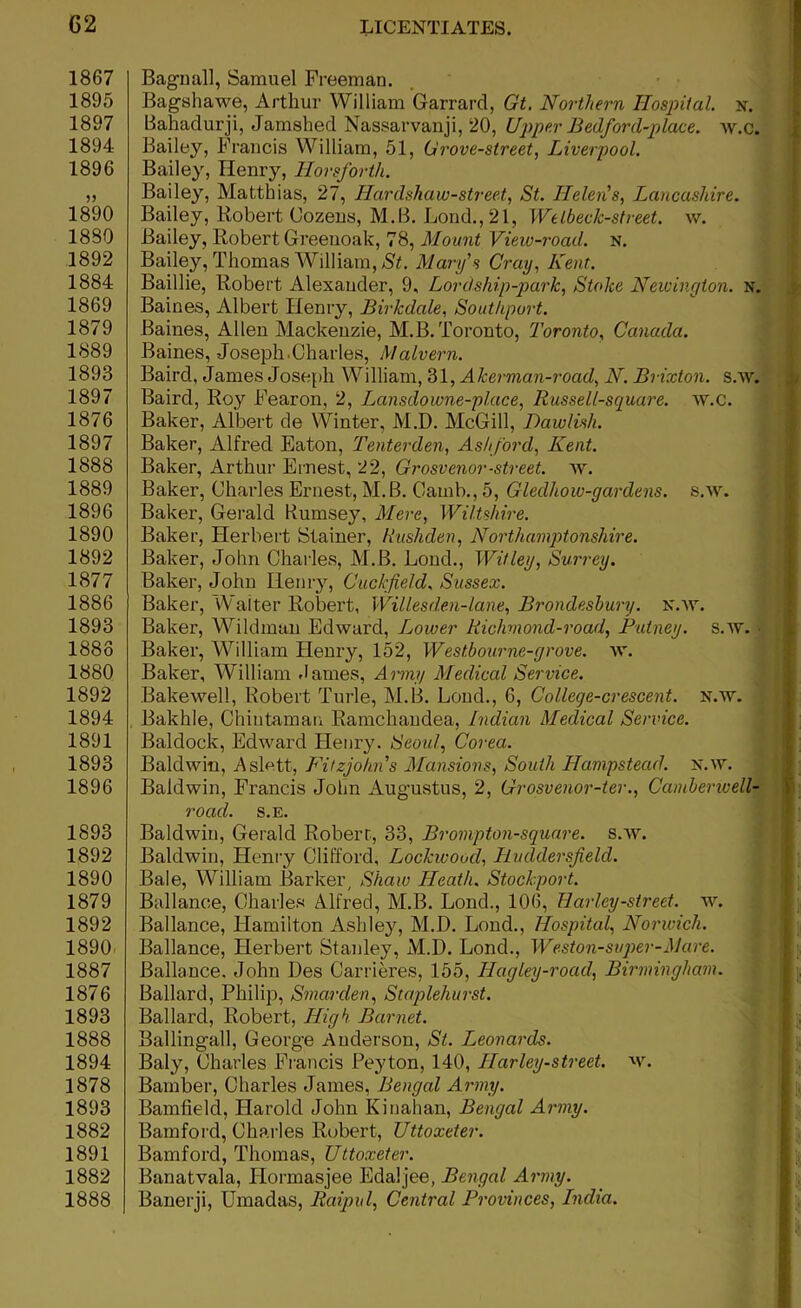 62 LICENTIATES.
1867 Bagnall, Samuel Freeman.
1895 Bagshawe, Arthur William Garrard, Gt. Northern Hospital. N.
1897 Bahadurji, Jamshed Nassarvanji, 20, Upper Bedford-place. W.C.
1894 Bailey, Francis William, 51, Grove-street, Liverpool.
1896 Bailey, Henry, Horsforth.
„ Bailey, Matthias, 27, Hardshaw-street, St. Helen's, Lancashire.
1890 Bailey, Robert Cozens, M.B. Lond., 21, Welbeck-street. W.
1880 Bailey, Robert Greenoak, 78, Mount View-road. N.
1892 Bailey, Thomas William, St. Mary's Cray, Kent.
1884 Baillie, Robert Alexander, 9, Lordship-park, Stoke Newington. N.
1869 Baines, Albert Henry, Birkdale, Southport.
1879 Baines, Allen Mackenzie, M.B. Toronto, Toronto, Canada.
1889 Baines, Joseph Charles, Malvern.
1893 Baird, James Joseph William, 31, Akerman-road, N. Brixton. S.W.
1897 Baird, Roy Fearon, 2, Lansdowne-place, Russell-square. W.C.
1876 Baker, Albert de Winter, M.D. McGill, Dawlish.
1897 Baker, Alfred Eaton, Tenterden, Ashford, Kent.
1888 Baker, Arthur Ernest, 22, Grosvenor-street. W.
1889 Baker, Charles Ernest, M.B. Camb., 5, Gledhow-gardens. S.W.
1896 Baker, Gerald Rumsey, Mere, Wiltshire.
1890 Baker, Herbert Stainer, Rushden, Northamptonshire.
1892 Baker, John Charles, M.B. Lond., Witley, Surrey.
1877 Baker, John Henry, Cuckfield, Sussex.
1886 Baker, Walter Robert, Willesden-lane, Brondesbury. N.W.
1893 Baker, Wildman Edward, Lower Richmond-road, Putney. S.W.
1888 Baker, William Henry, 152, Westbourne-grove. W.
1880 Baker, William James, Army Medical Service.
1892 Bakewell, Robert Turle, M.B. Lond., 6, College-crescent. N.W.
1894 Bakhle, Chintaman Ramchandea, Indian Medical Service.
1891 Baldock, Edward Henry. Seoul, Corea.
1893 Baldwin, Aslett, Fitzjohn's Mansions, South Hampstead. N.W.
1896 Baldwin, Francis John Augustus, 2, Grosvenor-ter., Camberwell-
road. S.E.
1893 Baldwin, Gerald Robert, 33, Brompton-square. S.W.
1892 Baldwin, Henry Clifford, Lockwood, Huddersfield.
1890 Bale, William Barker, Shaw Heath, Stockport.
1879 Ballance, Charles Alfred, M.B. Lond., 106, Harley-street. W.
1892 Ballance, Hamilton Ashley, M.D. Lond., Hospital, Norwich.
1890 Ballance, Herbert Stanley, M.D. Lond., Weston-super-Mare.
1887 Ballance, John Des Carrières, 155, Hagley-road, Birmingham.
1876 Ballard, Philip, Smarden, Staplehurst.
1893 Ballard, Robert, High Barnet.
1888 Ballingall, George Anderson, St. Leonards.
1894 Baly, Charles Francis Peyton, 140, Harley-street. W.
1878 Bamber, Charles James, Bengal Army.
1893 Bamfield, Harold John Kinahan, Bengal Army.
1882 Bamford, Charles Robert, Uttoxeter.
1891 Bamford, Thomas, Uttoxeter.
1882 Banatvala, Hormasjee Edaljee, Bengal Army.
1888 Banerji, Umadas, Raipul, Central Provinces, India.